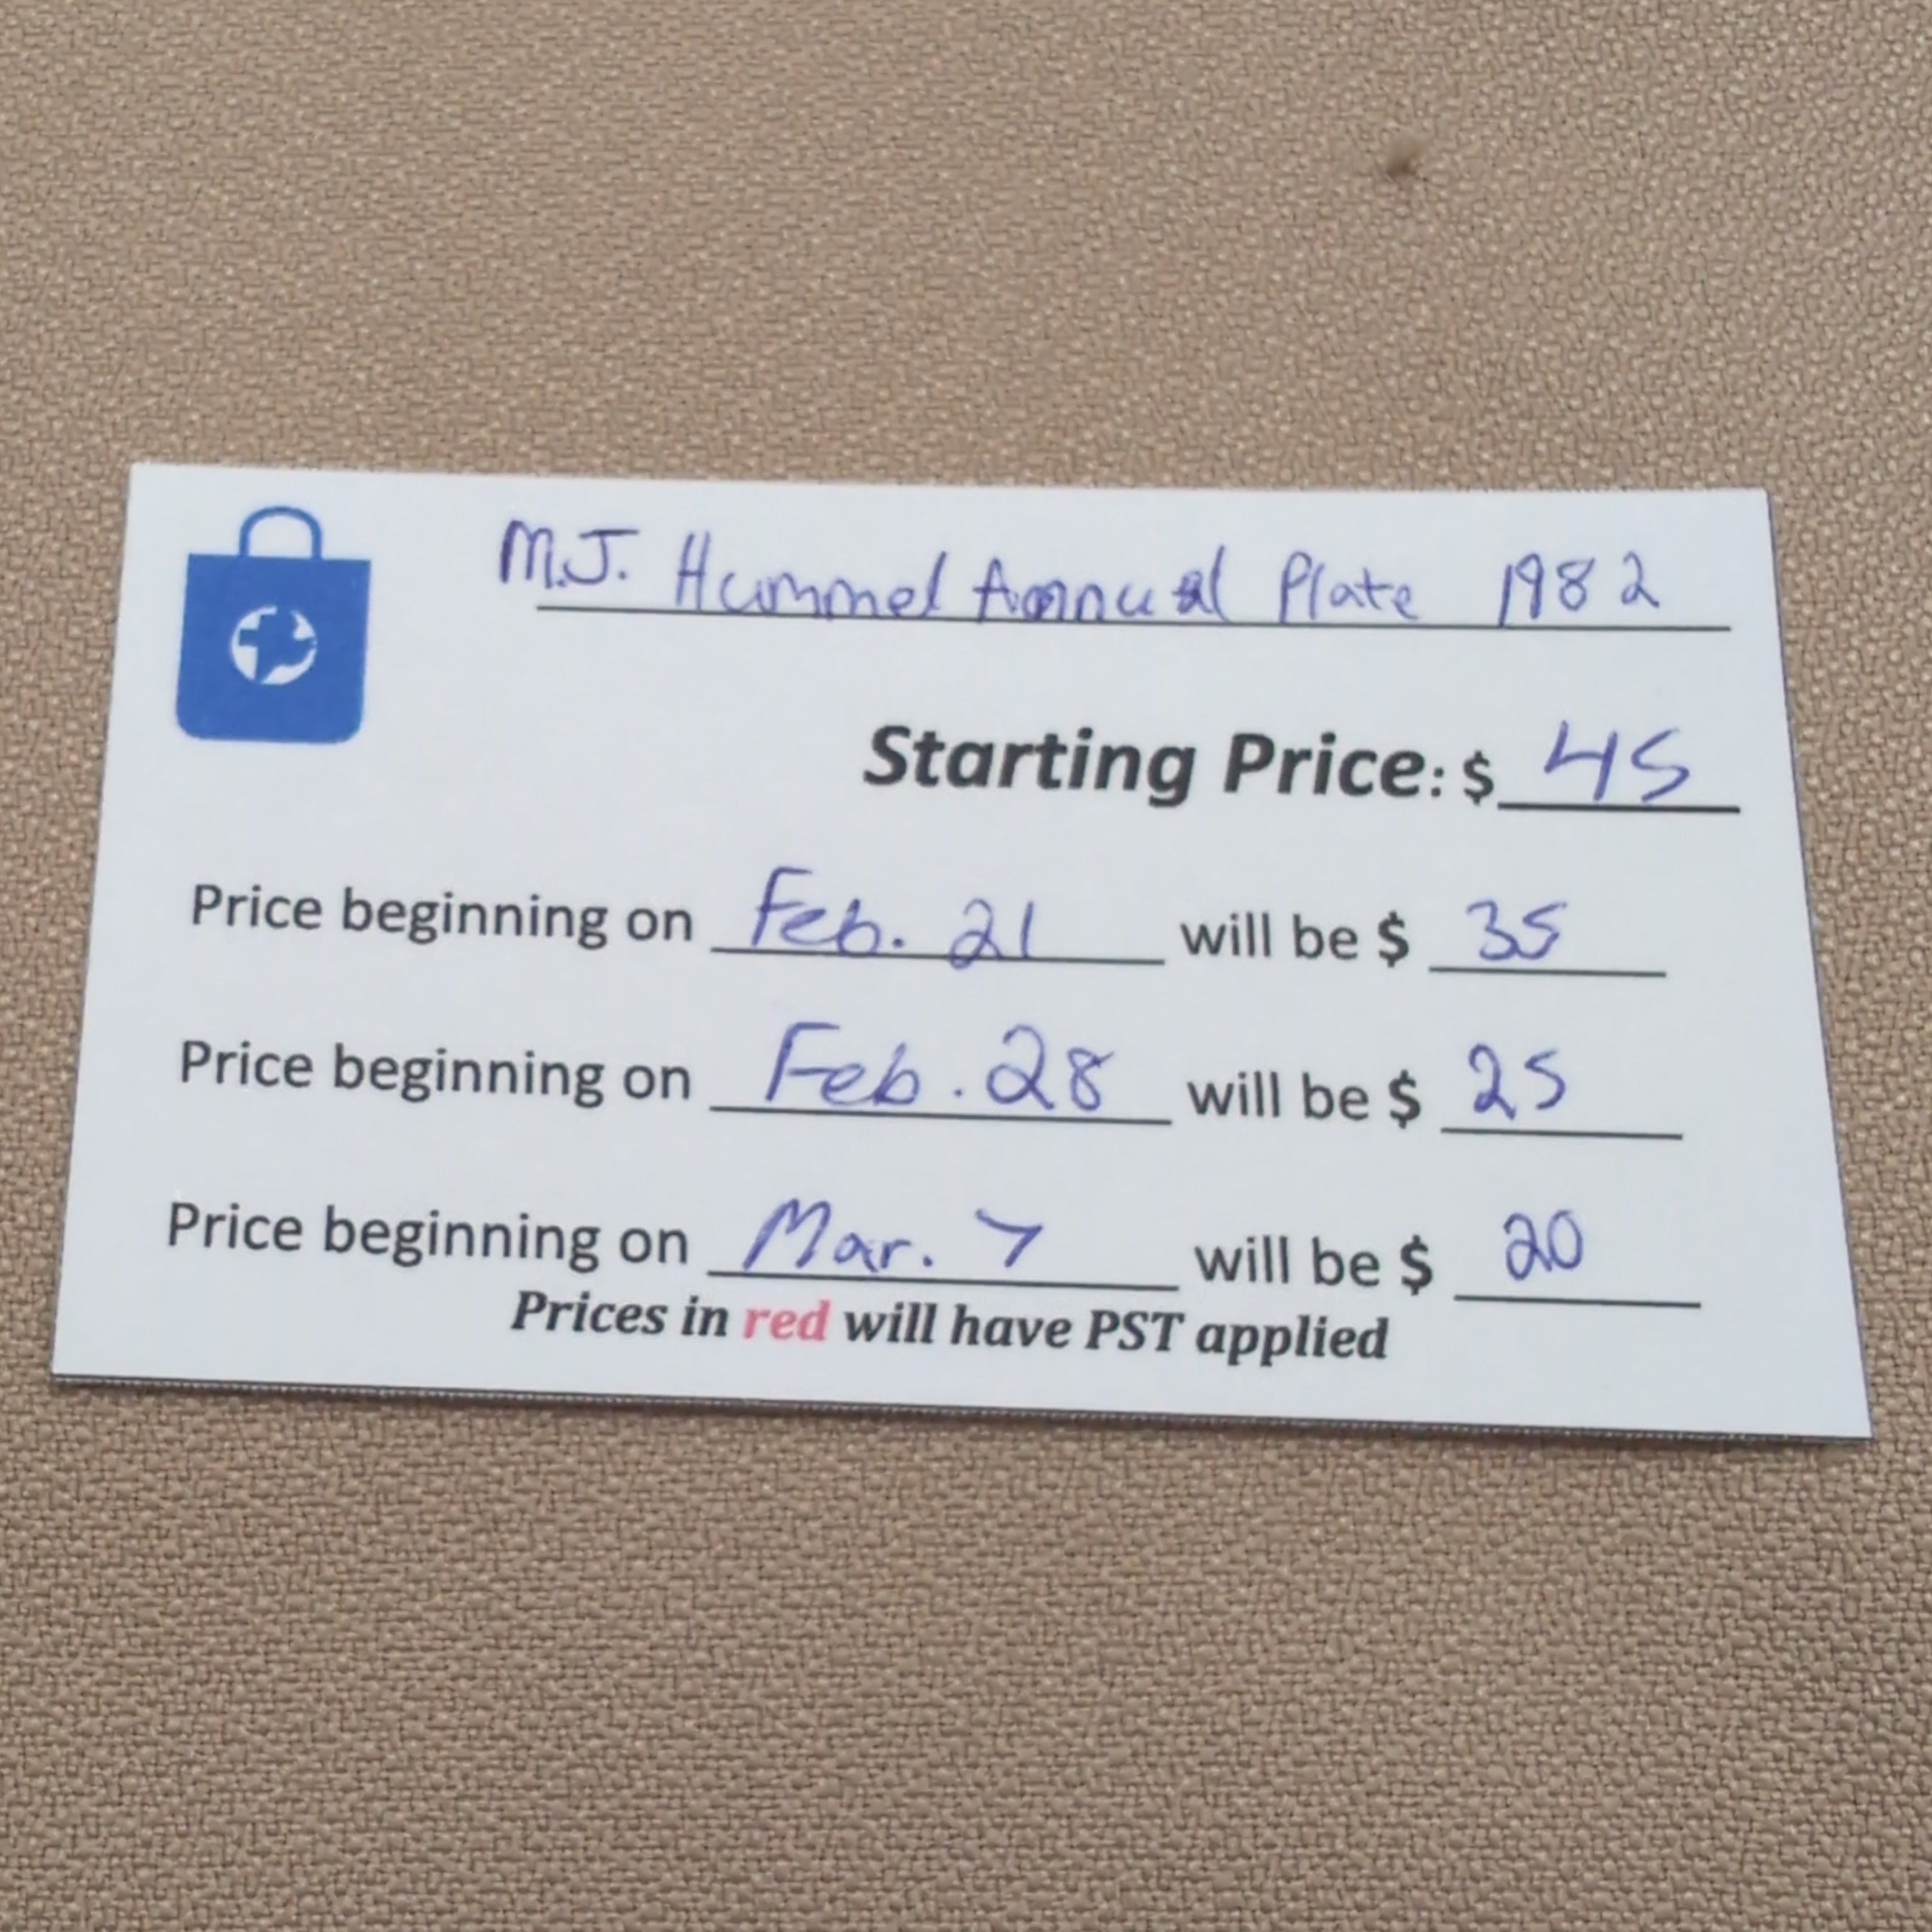 M.J. Hummel Annual Plate 1982
Starting Price: $ 45
Price beginning on Feb. 21 will be $ 35
Price beginning on Feb. 28 will be $ 25
Price beginning on Mar. 7 will be $ 20
Prices in red will have PST applied